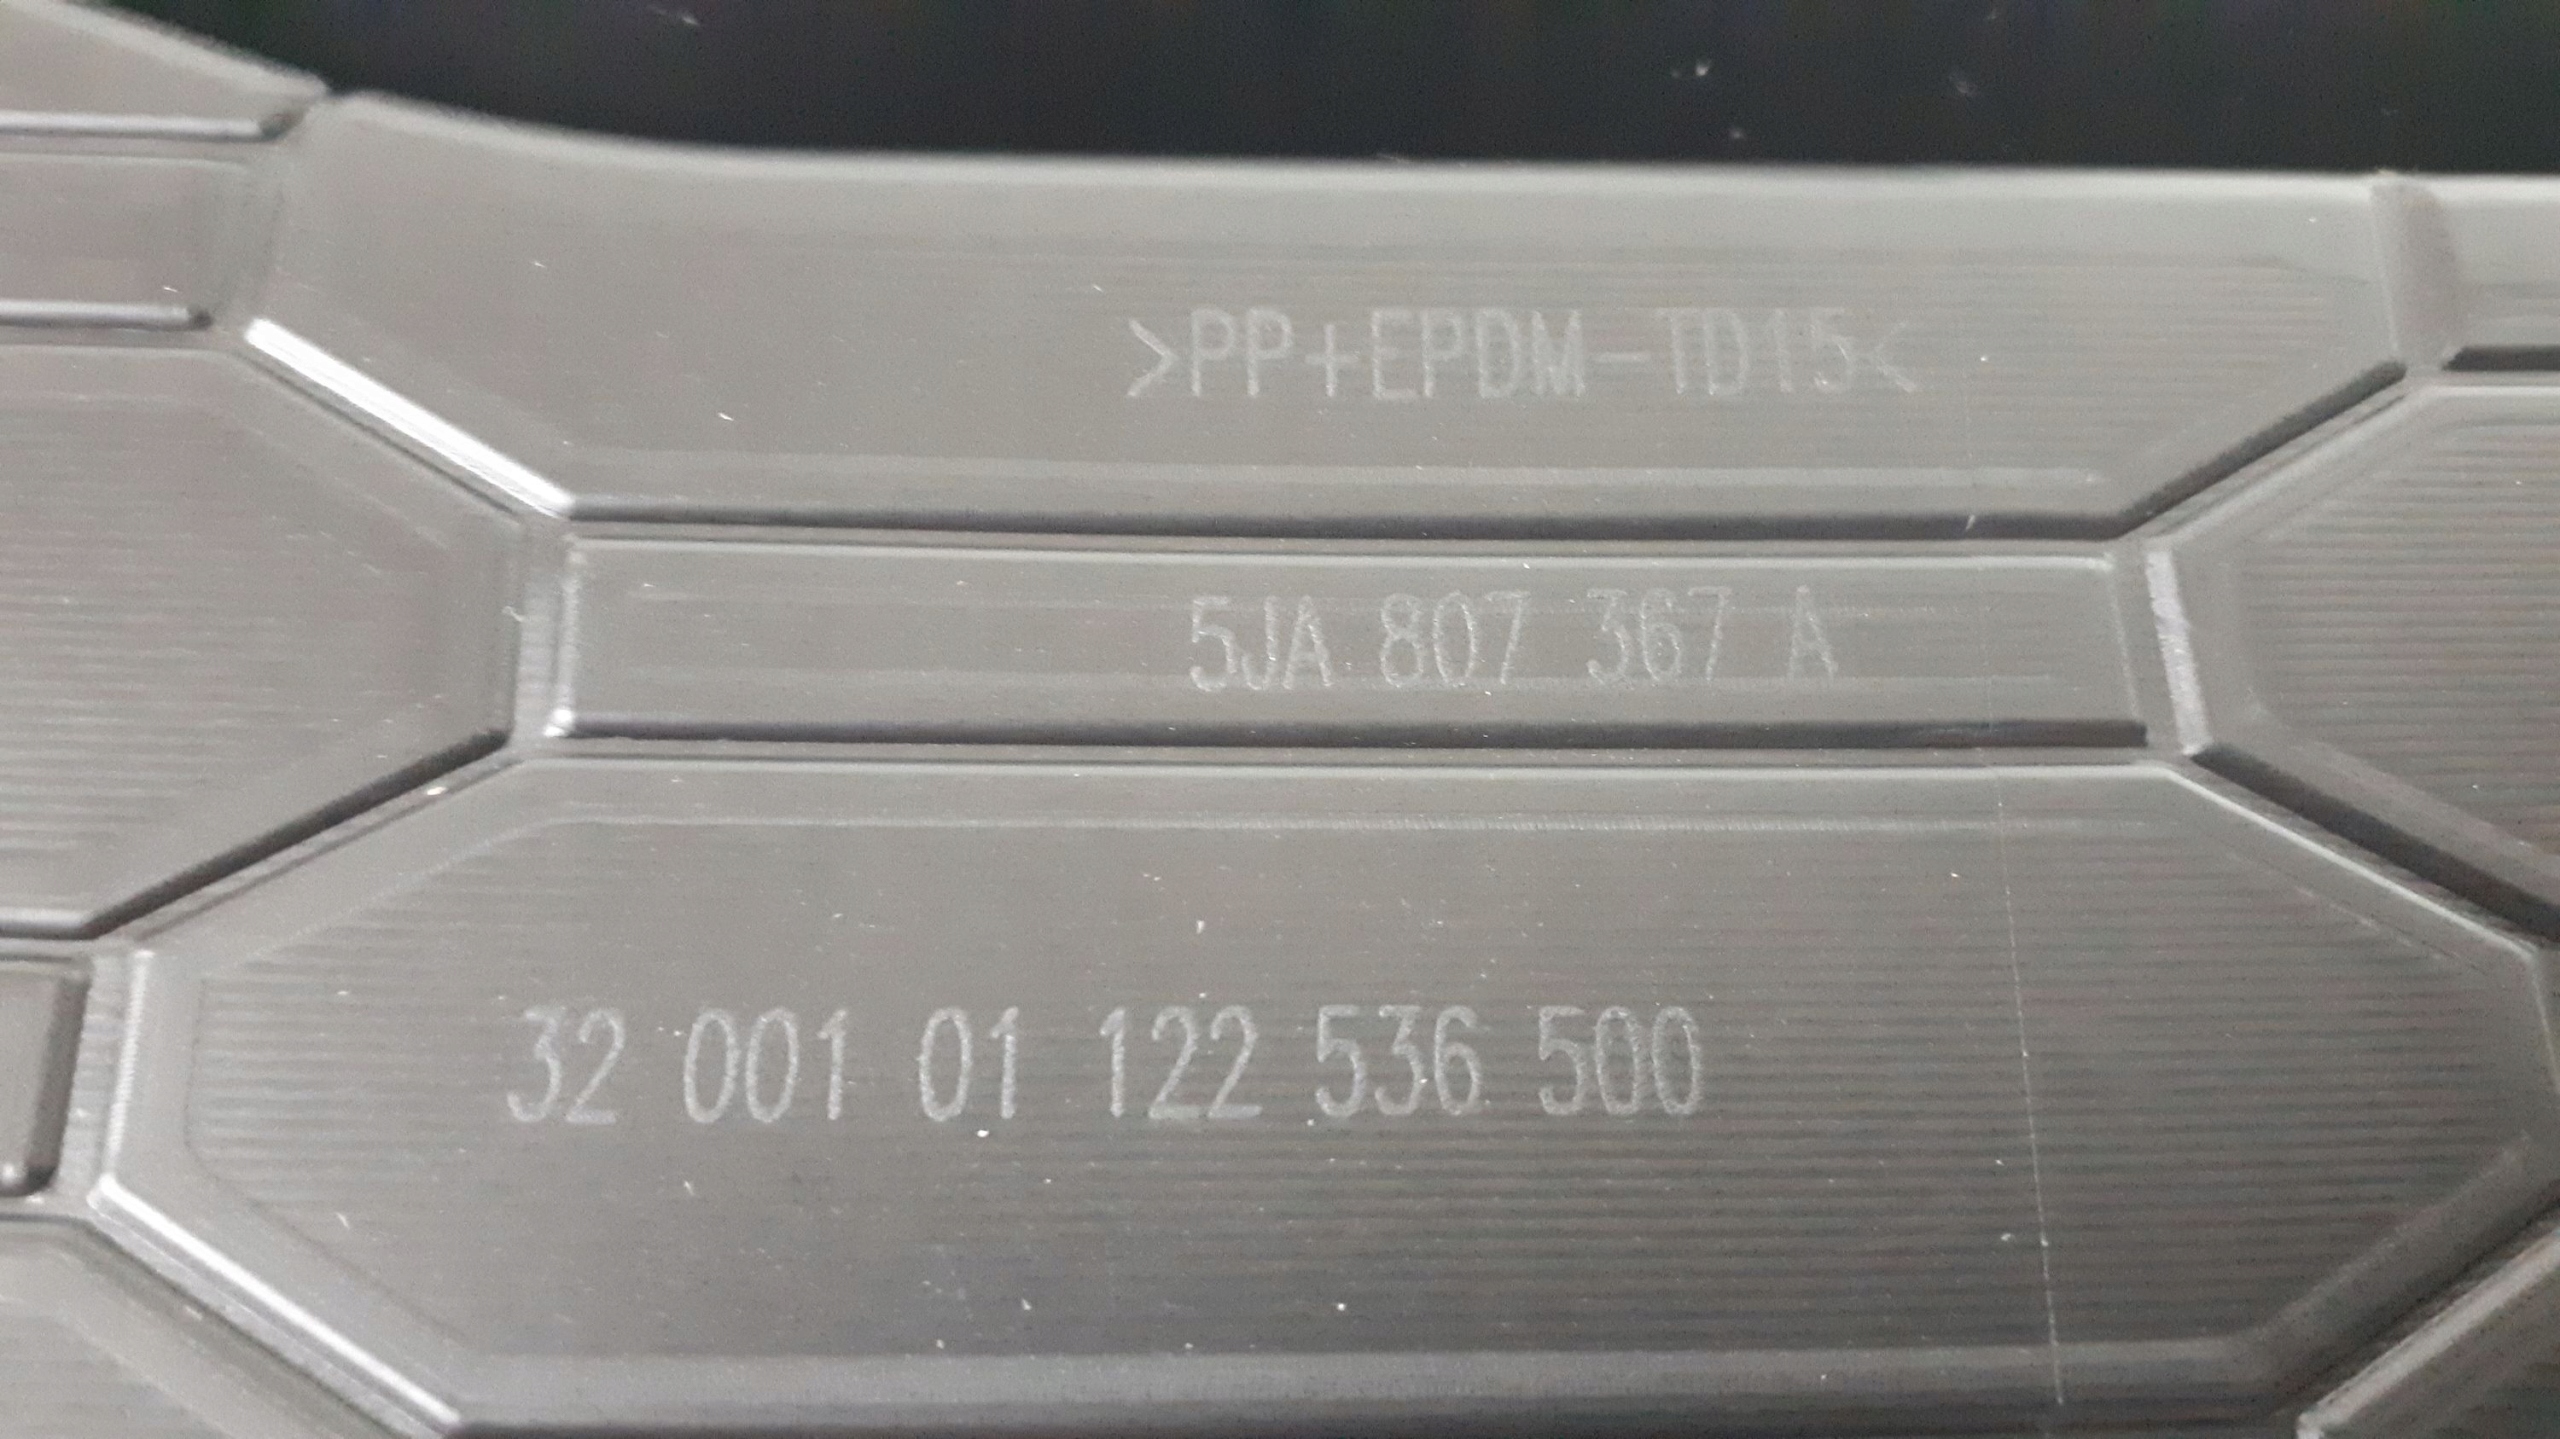 >PP+EPDM-TD15<
5JA 807 367 A
32 001 01 122 536 500